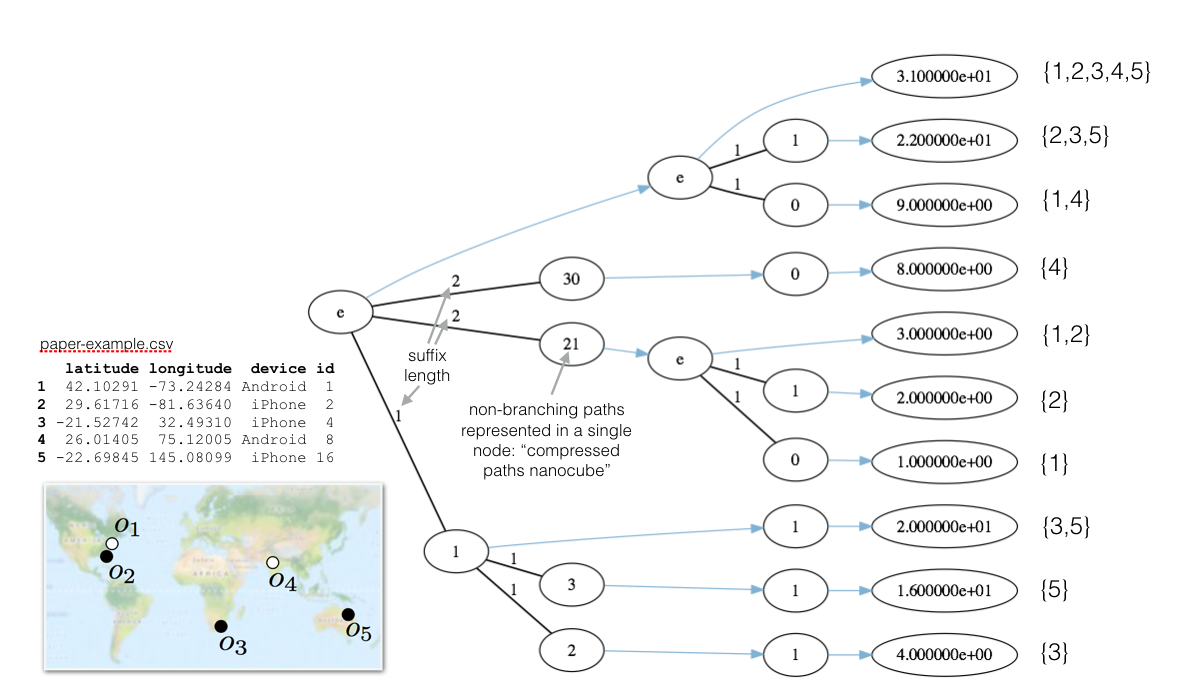 3.100000e+01 {1,2,3,4,5}
1 1 2.200000e+01 {2,3,5}
e
1 0 9.000000e+00 {1,4}
2 30 0 8.000000e+00 {4}
e
2 21 e 3.000000e+00 {1,2}
1 1 2.000000e+00 {2}
1 0 1.000000e+00 {1}
suffix
length
1
non-branching paths
represented in a single
node: “compressed
paths nanocube”
paper-example.csv
latitude longitude device id
1 42.10291 -73.24284 Android 1
2 29.61716 -81.63640 iPhone 2
3 -21.52742 32.49310 iPhone 4
4 26.01405 75.12005 Android 8
5 -22.69845 145.08099 iPhone 16
1 1 2.000000e+01 {3,5}
1 3 1 1.600000e+01 {5}
1 2 1 4.000000e+00 {3}
o1
o2
o4
o5
o3
AFRICA